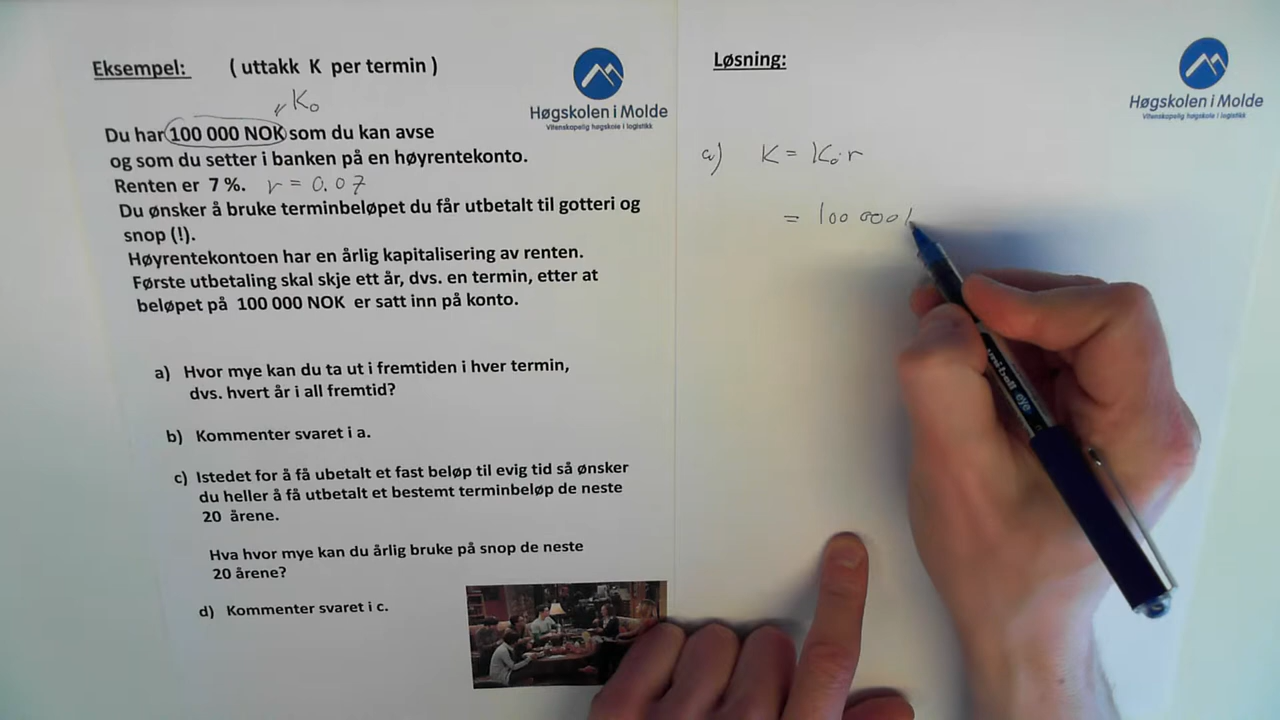 Eksempel: ( uttakk K per termin )
Høgskolen i Molde
Vitenskapelig høgskole i logistikk
K₀
Du har 100 000 NOK som du kan avse
og som du setter i banken på en høyrentekonto.
Renten er 7 %. r = 0.07
Du ønsker å bruke terminbeløpet du får utbetalt til gotteri og
snop (!).
Høyrentekontoen har en årlig kapitalisering av renten.
Første utbetaling skal skje ett år, dvs. en termin, etter at
beløpet på 100 000 NOK er satt inn på konto.
a) Hvor mye kan du ta ut i fremtiden i hver termin,
dvs. hvert år i all fremtid?
b) Kommenter svaret i a.
c) Istedet for å få ubetalt et fast beløp til evig tid så ønsker
du heller å få utbetalt et bestemt terminbeløp de neste
20 årene.
Hva hvor mye kan du årlig bruke på snop de neste
20 årene?
d) Kommenter svaret i c.
Løsning:
Høgskolen i Molde
Vitenskapelig høgskole i logistikk
a) K = K₀·r
= 100 000
uni-ball eye